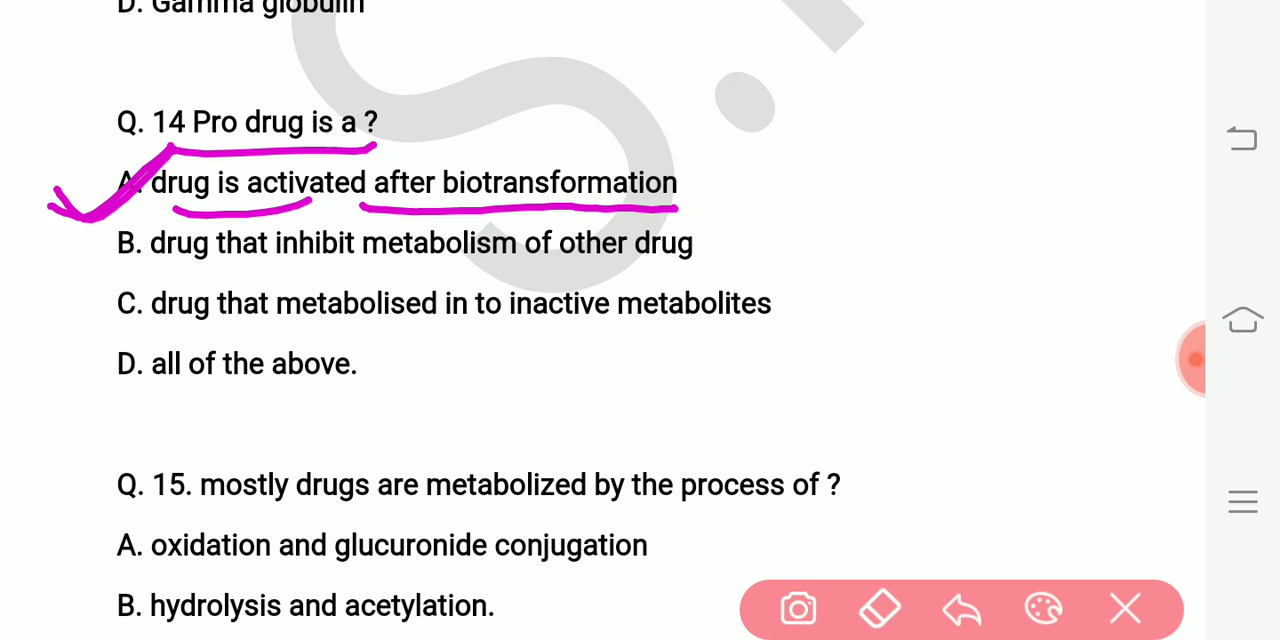 D. Gamma globulin
Q. 14 Pro drug is a ?
A. drug is activated after biotransformation
B. drug that inhibit metabolism of other drug
C. drug that metabolised in to inactive metabolites
D. all of the above.
Q. 15. mostly drugs are metabolized by the process of ?
A. oxidation and glucuronide conjugation
B. hydrolysis and acetylation.